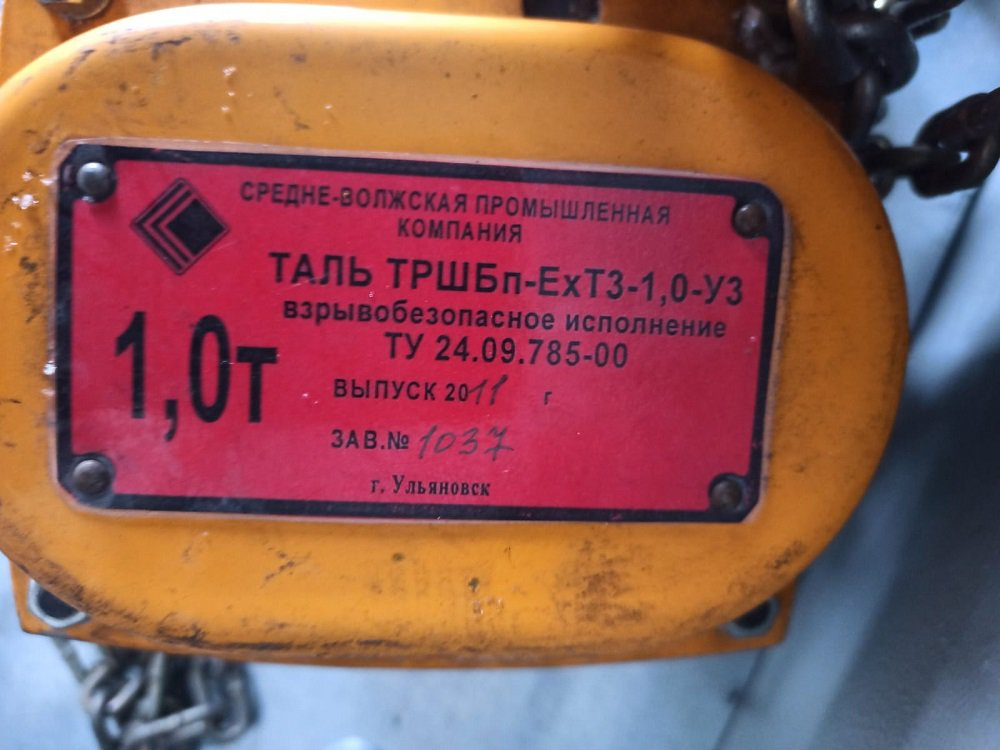 СРЕДНЕ-ВОЛЖСКАЯ ПРОМЫШЛЕННАЯ
КОМПАНИЯ
ТАЛЬ ТРШБп-ЕхТ3-1,0-У3
взрывобезопасное исполнение
ТУ 24.09.785-00
1,0т
ВЫПУСК 2011 г
ЗАВ.№ 1037
г. Ульяновск